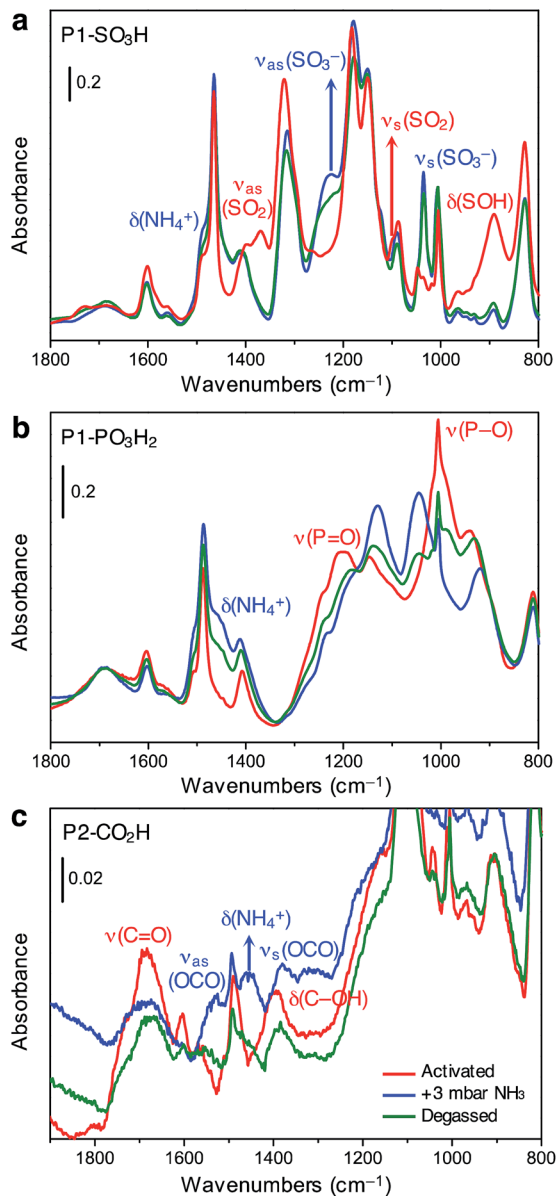 a
P1-SO₃H
0.2
νas(SO₃⁻)
νs(SO₂)
νs(SO₃⁻)
νas
(SO₂)
δ(NH₄⁺)
δ(SOH)
Absorbance
1800 1600 1400 1200 1000 800
Wavenumbers (cm⁻¹)
b
P1-PO₃H₂
0.2
ν(P–O)
ν(P=O)
δ(NH₄⁺)
Absorbance
1800 1600 1400 1200 1000 800
Wavenumbers (cm⁻¹)
c
P2-CO₂H
0.02
δ(NH₄⁺)
ν(C=O)
νas
(OCO)
νs(OCO)
δ(C–OH)
Activated
+3 mbar NH₃
Degassed
Absorbance
1800 1600 1400 1200 1000 800
Wavenumbers (cm⁻¹)